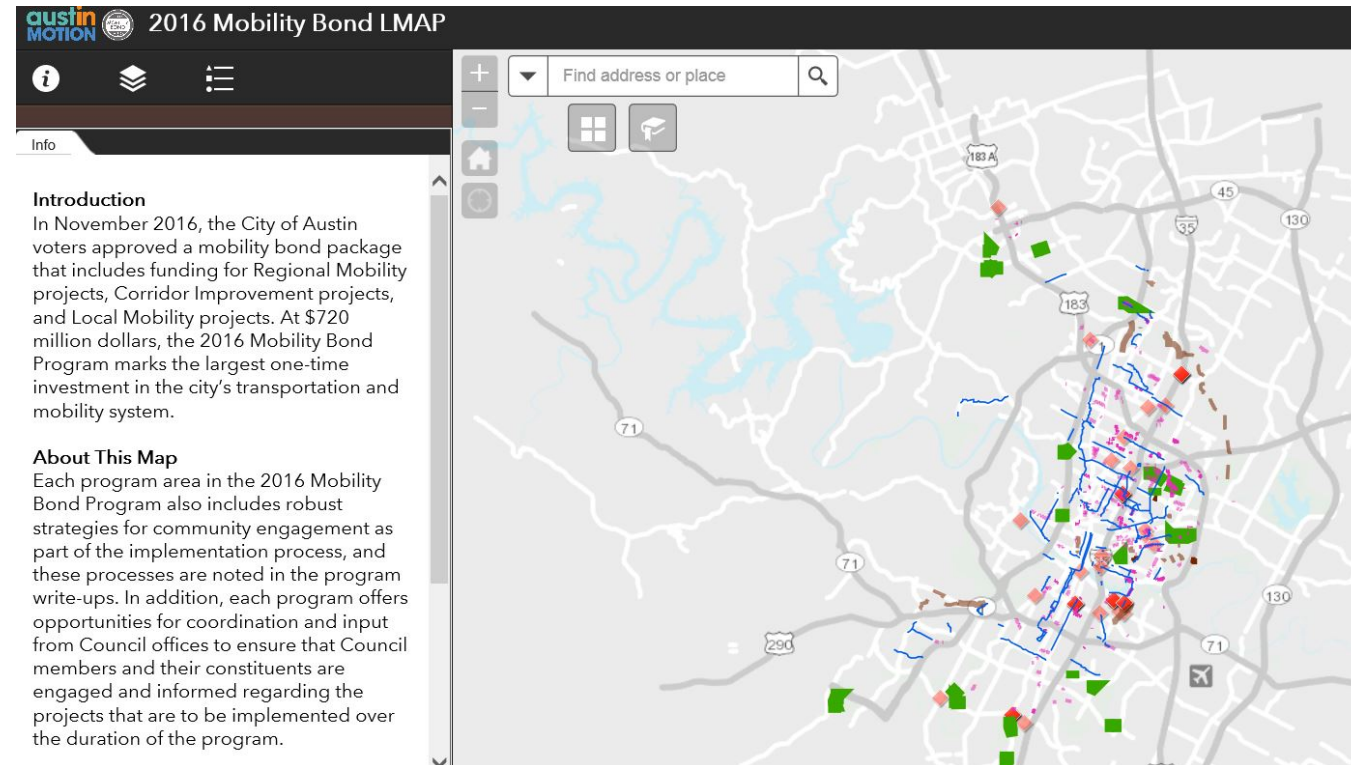 austin
MOTION
2016 Mobility Bond LMAP
Find address or place
Info
Introduction
In November 2016, the City of Austin
voters approved a mobility bond package
that includes funding for Regional Mobility
projects, Corridor Improvement projects,
and Local Mobility projects. At $720
million dollars, the 2016 Mobility Bond
Program marks the largest one-time
investment in the city's transportation and
mobility system.
About This Map
Each program area in the 2016 Mobility
Bond Program also includes robust
strategies for community engagement as
part of the implementation process, and
these processes are noted in the program
write-ups. In addition, each program offers
opportunities for coordination and input
from Council offices to ensure that Council
members and their constituents are
engaged and informed regarding the
projects that are to be implemented over
the duration of the program.
183 A
45
130
35
183
1
71
71
130
290
71